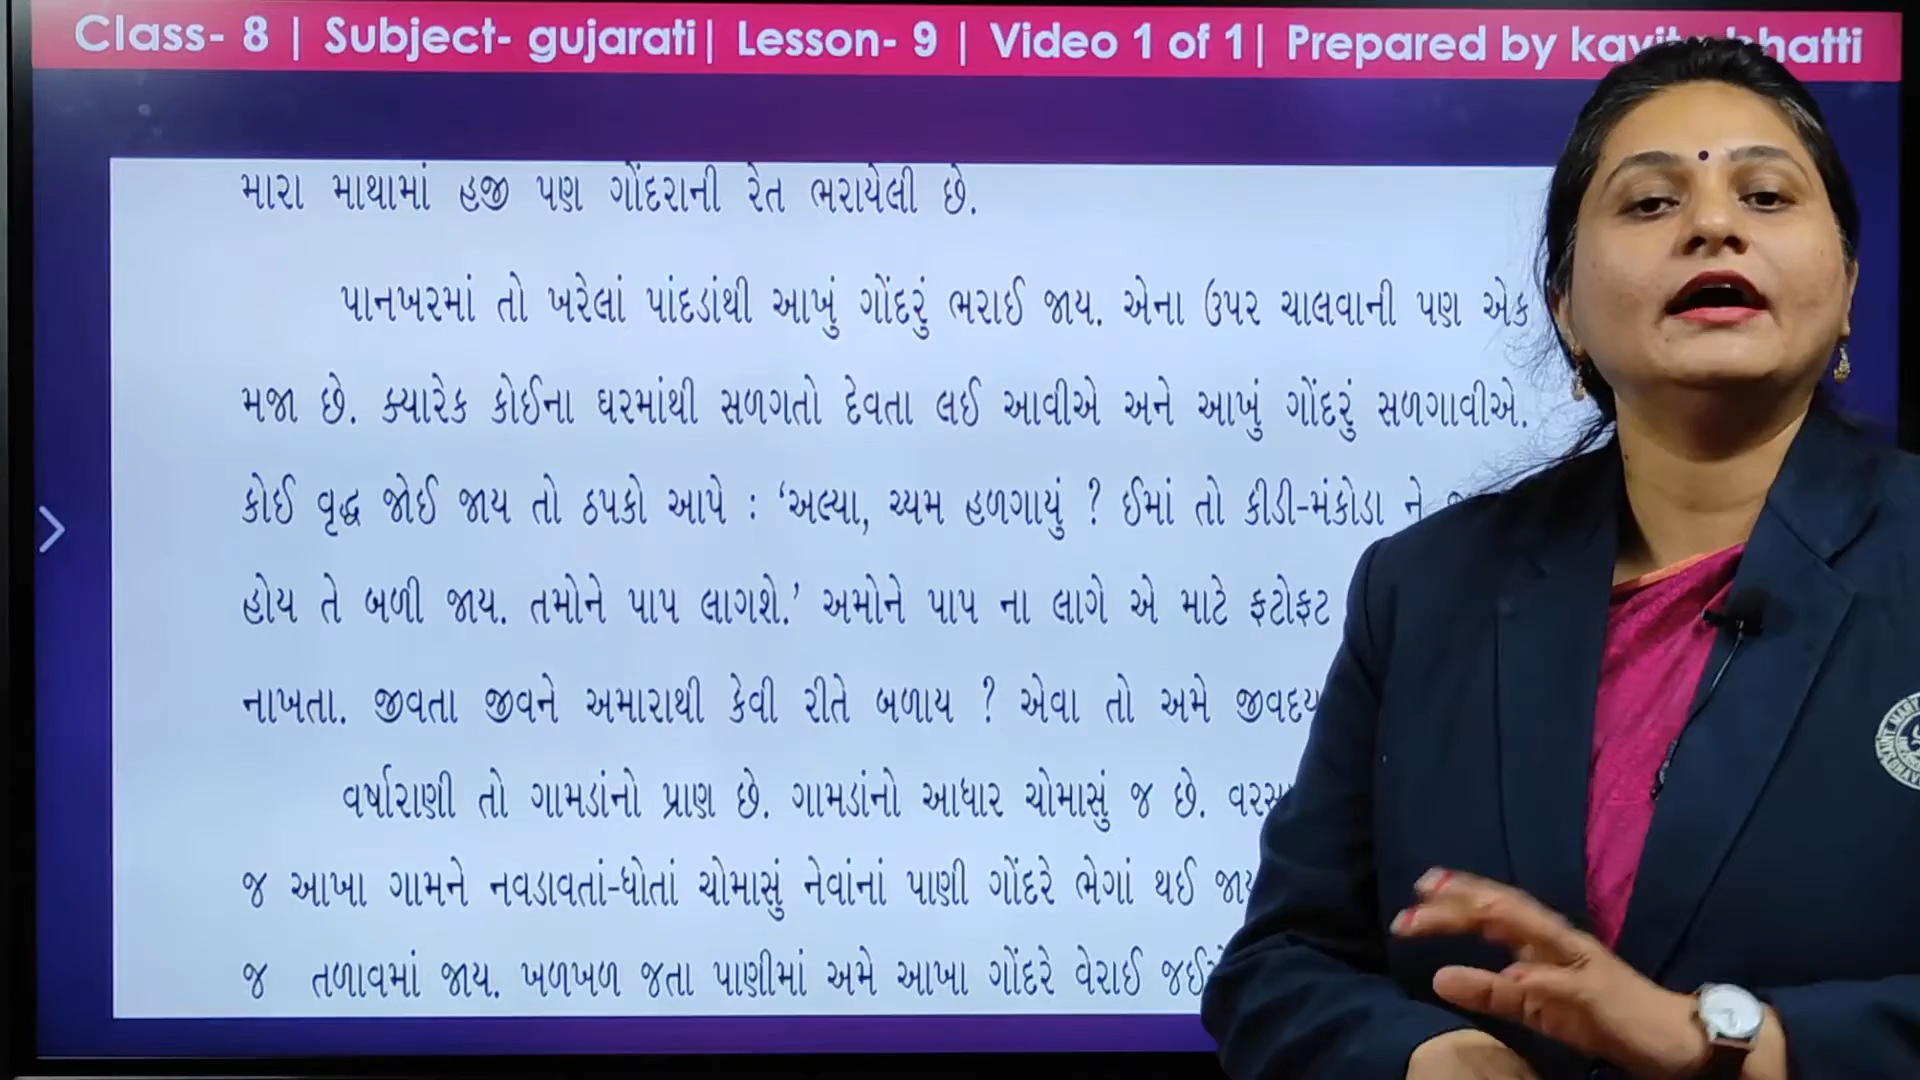 Class- 8 | Subject- gujarati| Lesson- 9 | Video 1 of 1| Prepared by hatti
મારા માથામાં હજી પણ ગોંદરાની રેત ભરાયેલી છે.
પાનખરમાં તો ખરેલાં પાંદડાંથી આખું ગોંદરું ભરાઈ જાય. એના ઉપર ચાલવાની પણ એક
મજા છે. ક્યારેક કોઈના ઘરમાંથી સળગતો દેવતા લઈ આવીએ અને આખું ગોંદરું સળગાવીએ.
કોઈ વૃદ્ધ જોઈ જાય તો ઠપકો આપે : ‘અલ્યા, ચ્યમ હળગાયું ? ઈમાં તો કીડી-મંકોડા ને
હોય તે બળી જાય. તમોને પાપ લાગશે.’ અમોને પાપ ના લાગે એ માટે ફટોફટ
નાખતા. જીવતા જીવને અમારાથી કેવી રીતે બળાય ? એવા તો અમે
વર્ષારાણી તો ગામડાંનો પ્રાણ છે. ગામડાંનો આધાર ચોમાસું જ છે.
જ આખા ગામને નવડાવતાં-ધોતાં ચોમાસું નેવાંનાં પાણી ગોંદરે ભેગાં થઈ
જ તળાવમાં જાય. ખળખળ જતા પાણીમાં અમે આખા ગોંદરે વેરાઈ